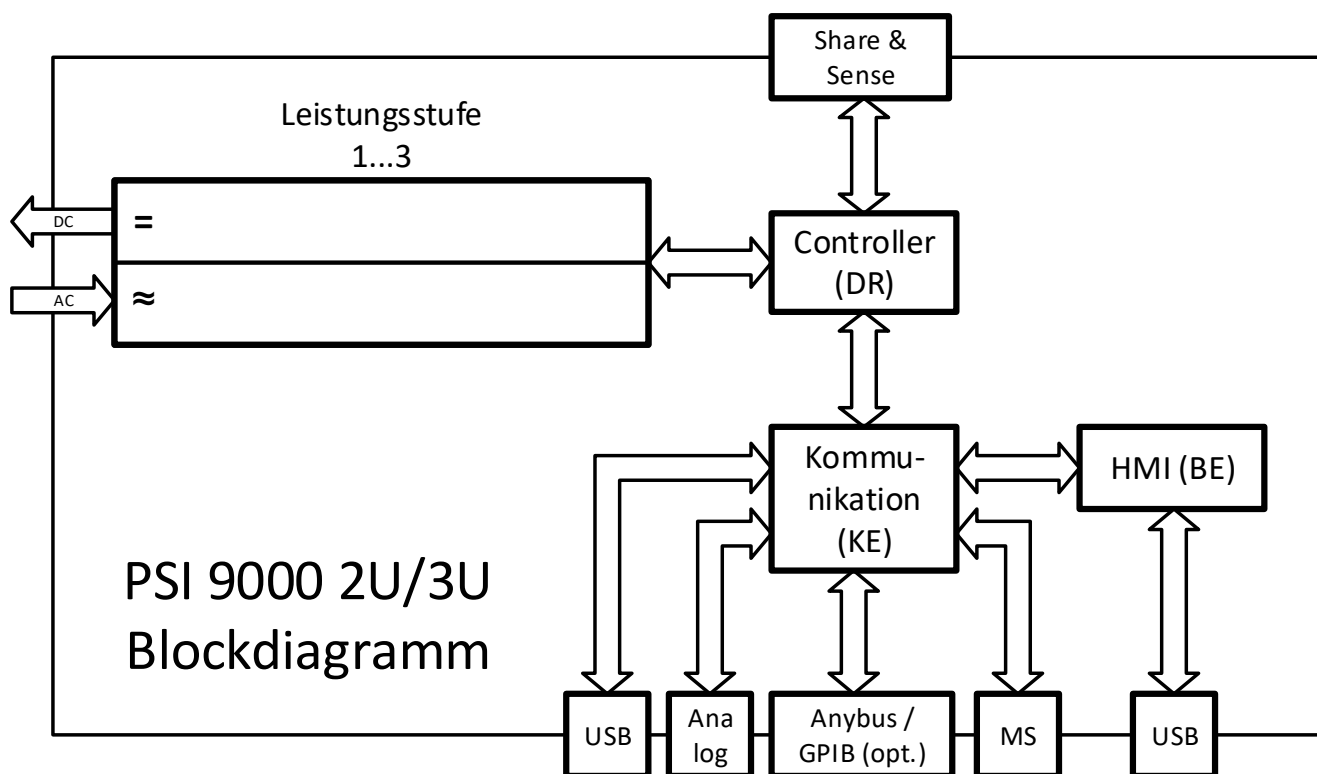 Share &
Sense
Leistungsstufe
1...3
DC
=
Controller
(DR)
AC
≈
Kommu-
nikation
(KE)
HMI (BE)
PSI 9000 2U/3U
Blockdiagramm
USB
Ana
log
Anybus /
GPIB (opt.)
MS
USB